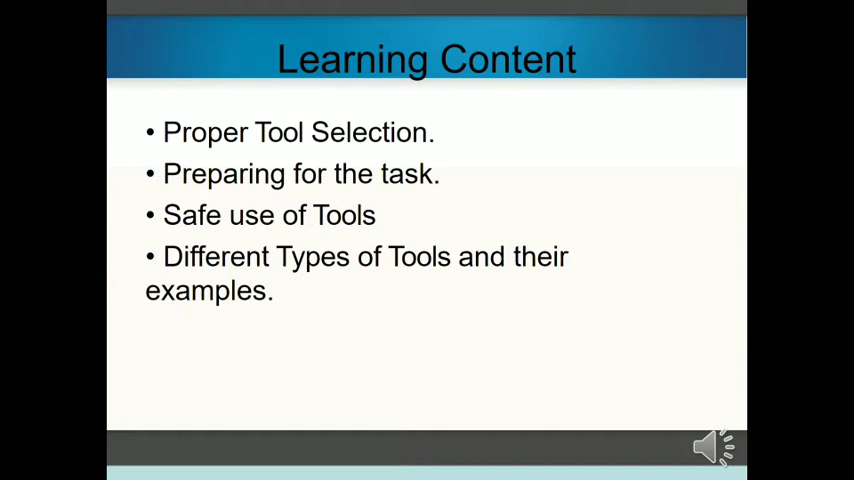 Learning Content
• Proper Tool Selection.
• Preparing for the task.
• Safe use of Tools
• Different Types of Tools and their
examples.